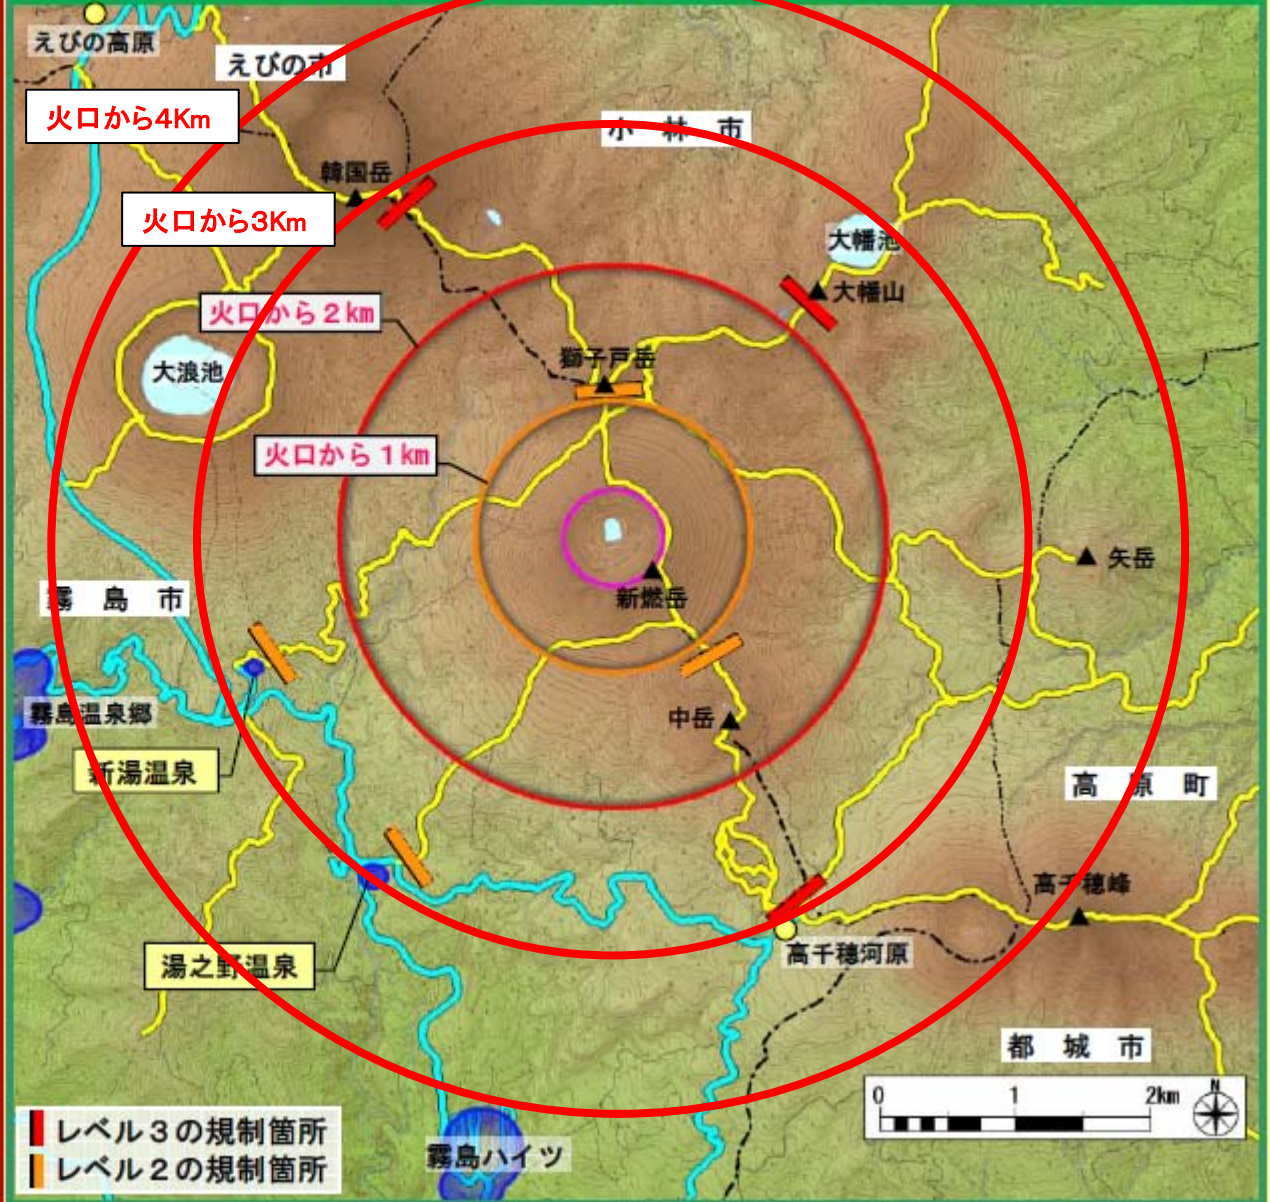 えびの高原
えびの市
火口から4Km
小 林 市
韓国岳
火口から3Km
大幡池
大幡山
火口から２km
獅子戸岳
大浪池
火口から１km
矢岳
霧 島 市
新燃岳
霧島温泉郷
中岳
新湯温泉
高 原 町
高千穂峰
湯之野温泉
高千穂河原
都 城 市
0 1 2km
N
レベル３の規制箇所
レベル２の規制箇所
霧島ハイツ